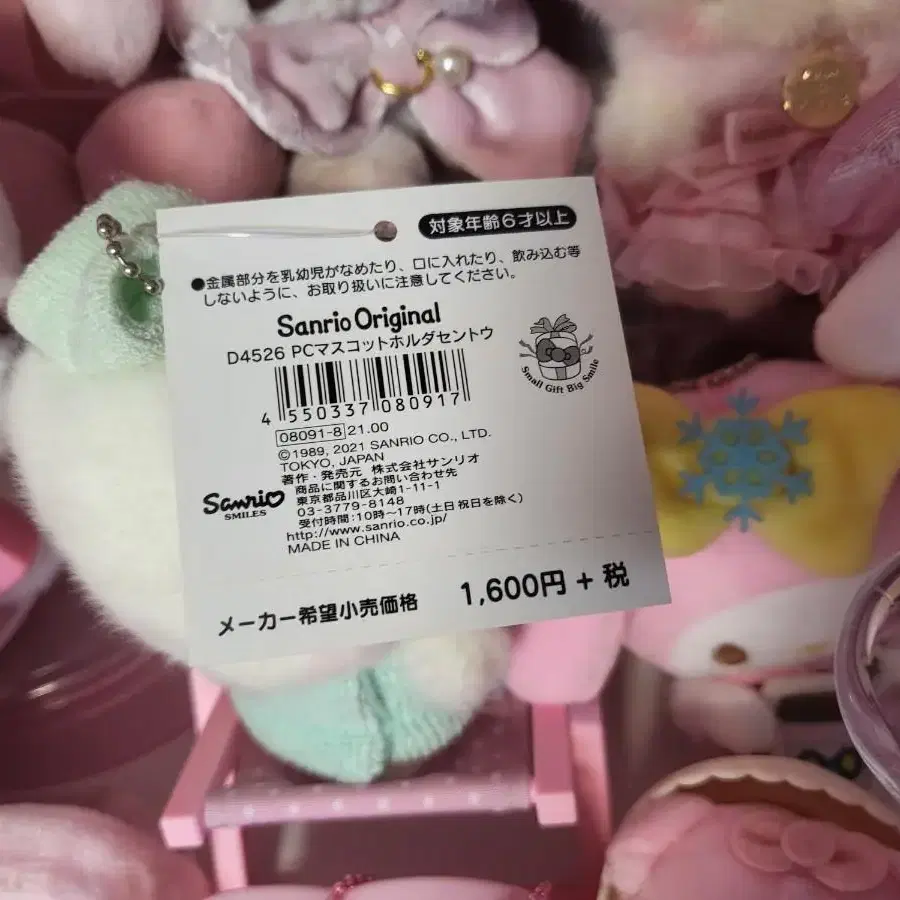 対象年齢6才以上
●金属部分を乳幼児がなめたり、口に入れたり、飲み込む等
しないように、お取り扱いに注意してください。
Sanrio Original
D4526 PCマスコットホルダセントウ
Small Gift Big Smile
4 550337 080917
08091-8 21.00
©1989, 2021 SANRIO CO., LTD.
TOKYO, JAPAN
著作・発売元 株式会社サンリオ
商品に関するお問い合わせ先
東京都品川区大崎1-11-1
03-3779-8148
受付時間：10時〜17時(土日祝日を除く)
http://www.sanrio.co.jp/
MADE IN CHINA
Sanrio
SMILES
メーカー希望小売価格 1,600円 + 税